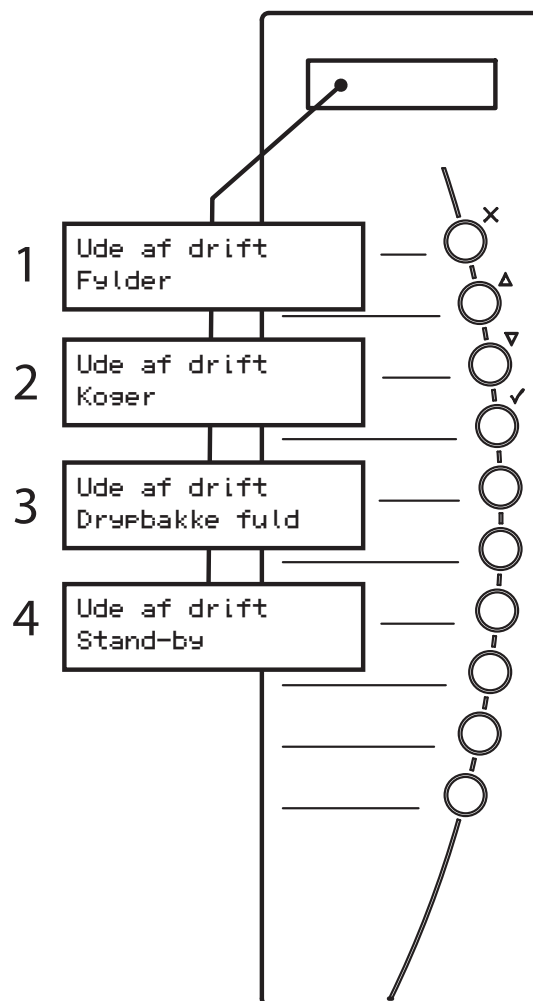 1
Ude af drift
Fylder
2
Ude af drift
Koger
3
Ude af drift
Drypbakke fuld
4
Ude af drift
Stand-by